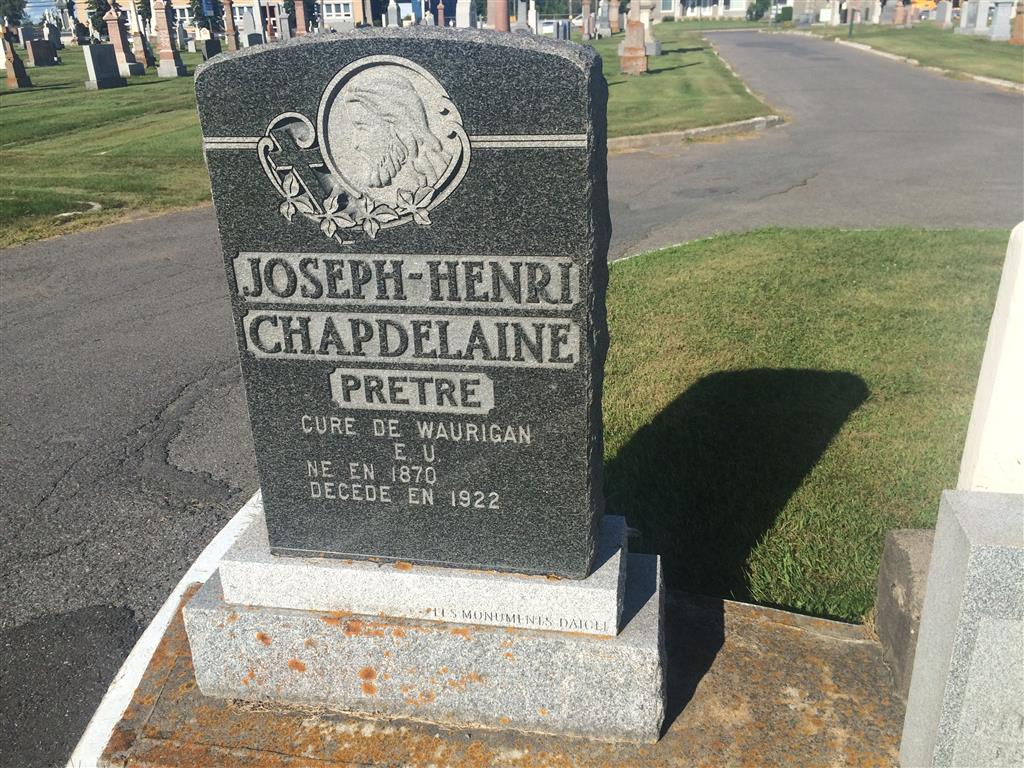 JOSEPH-HENRI
CHAPDELAINE
PRETRE
CURE DE WAURIGAN
E. U
NE EN 1870
DECEDE EN 1922
LES MONUMENTS DAIGLE